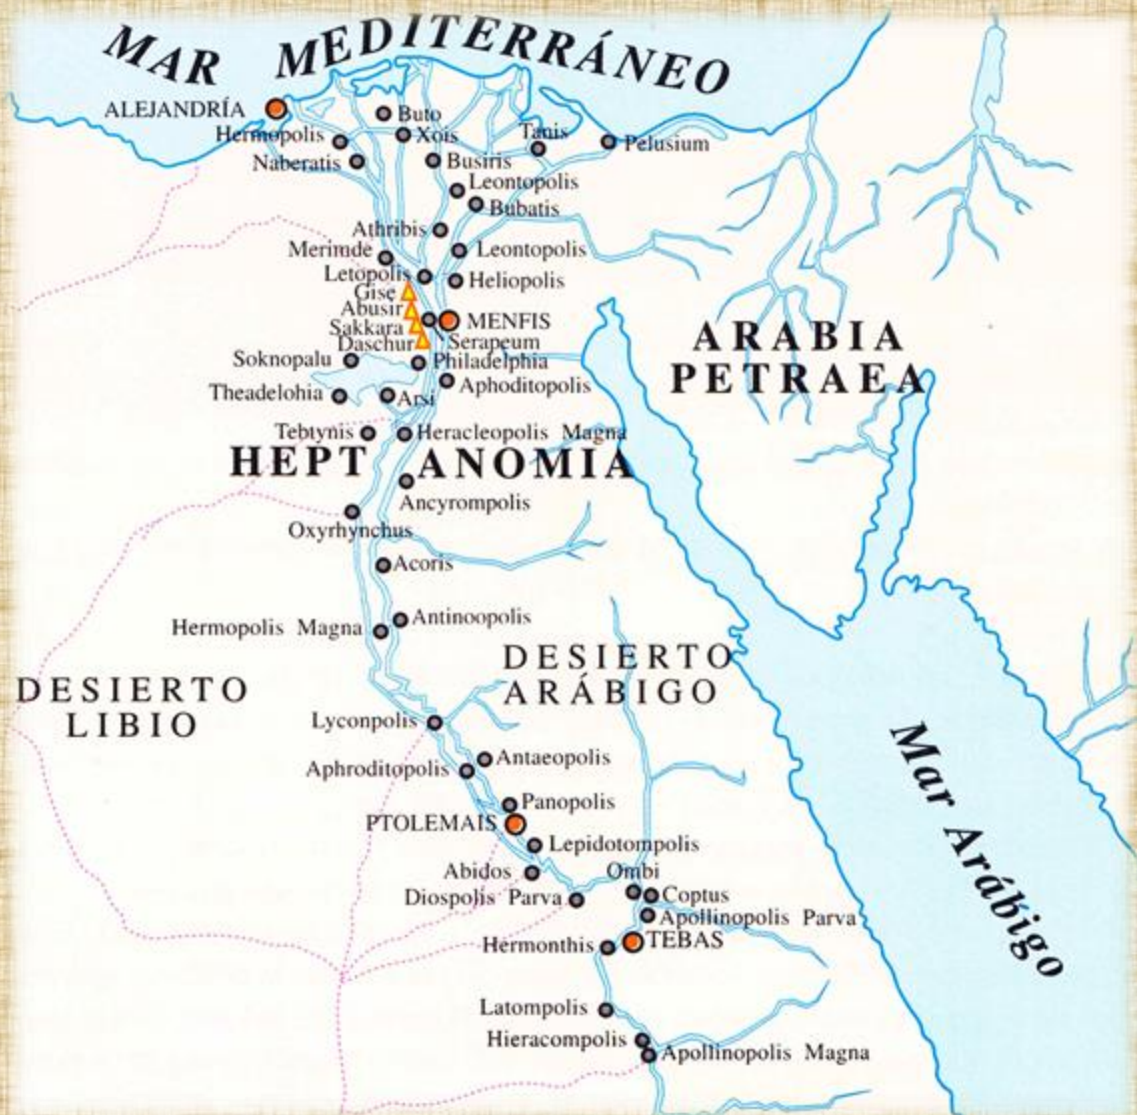 MAR MEDITERRÁNEO
ALEJANDRÍA
Buto
Hermopolis
Xois
Tanis
Pelusium
Naberatis
Busiris
Leontopolis
Bubatis
Athribis
Merimde
Leontopolis
Letopolis
Heliopolis
Gise
Abusir
MENFIS
Sakkara
Serapeum
Daschur
ARABIA
PETRAEA
Soknopalu
Philadelphia
Aphoditopolis
Theadelohia
Arsi
Tebtynis
Heracleopolis Magna
HEPT ANOMIA
Ancyrompolis
Oxyrhynchus
Acoris
Antinoopolis
Hermopolis Magna
DESIERTO
ARÁBIGO
DESIERTO
LIBIO
Lyconpolis
Mar Arábigo
Antaeopolis
Aphroditopolis
Panopolis
PTOLEMAIS
Lepidotompolis
Abidos
Ombi
Diospolis Parva
Coptus
Apollinopolis Parva
Hermonthis
TEBAS
Latompolis
Hieracompolis
Apollinopolis Magna